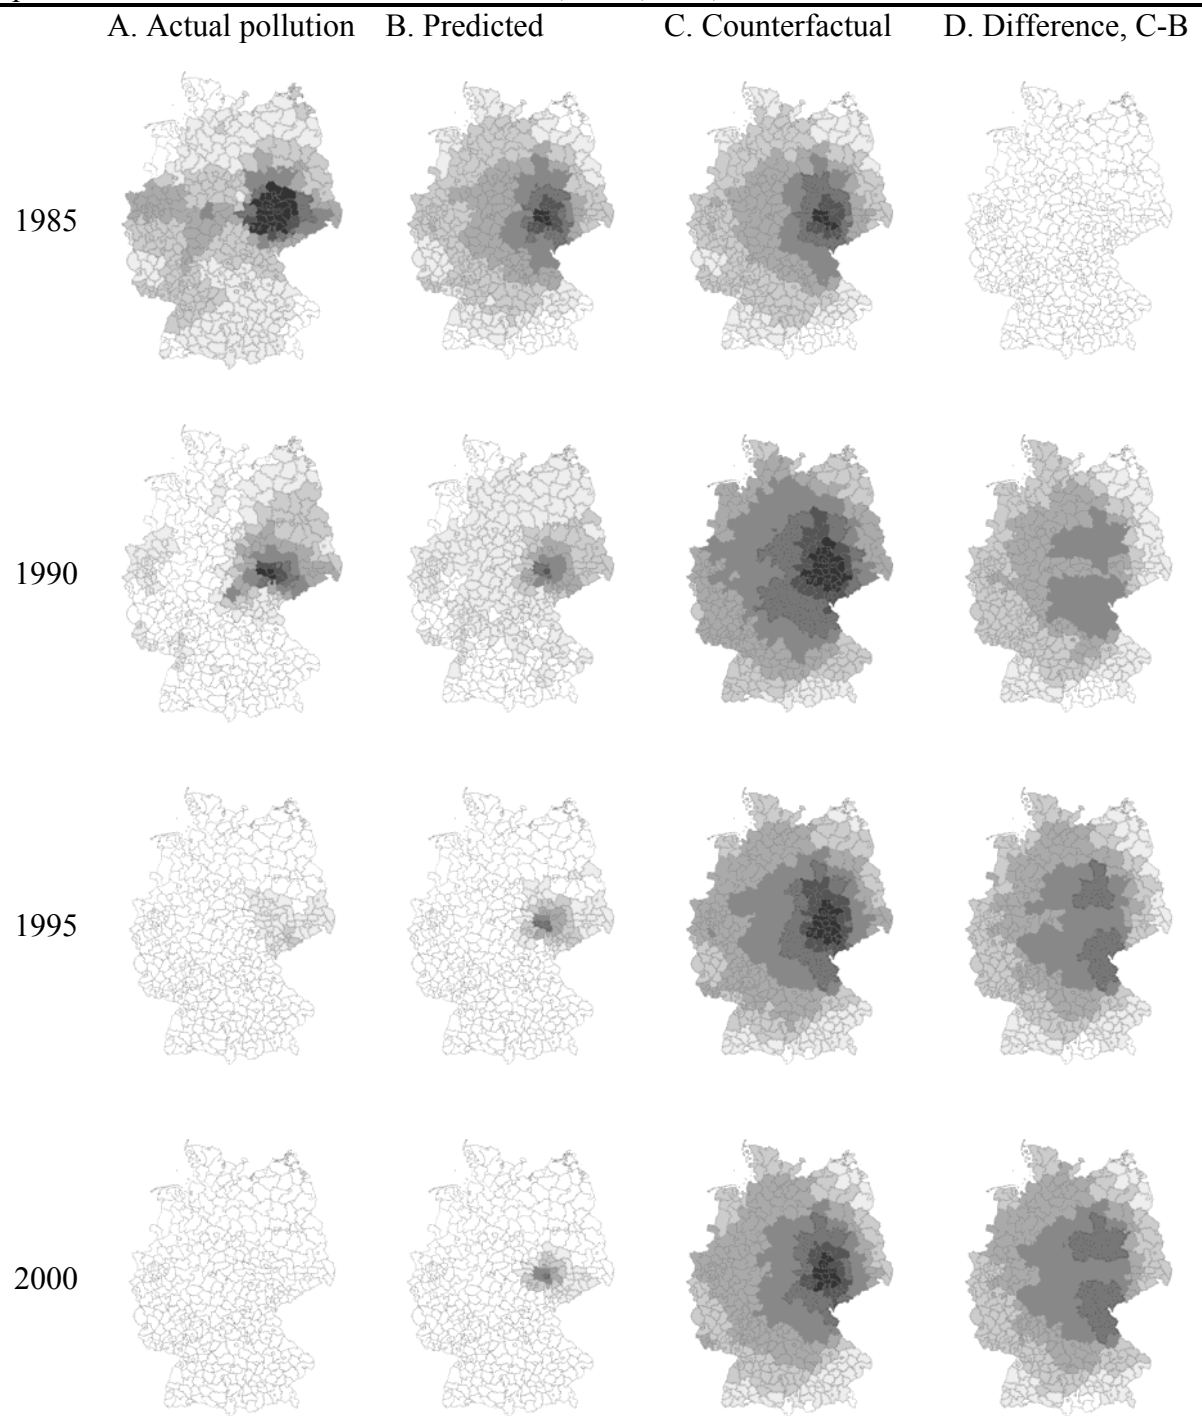 A. Actual pollution B. Predicted C. Counterfactual D. Difference, C-B
1985
1990
1995
2000